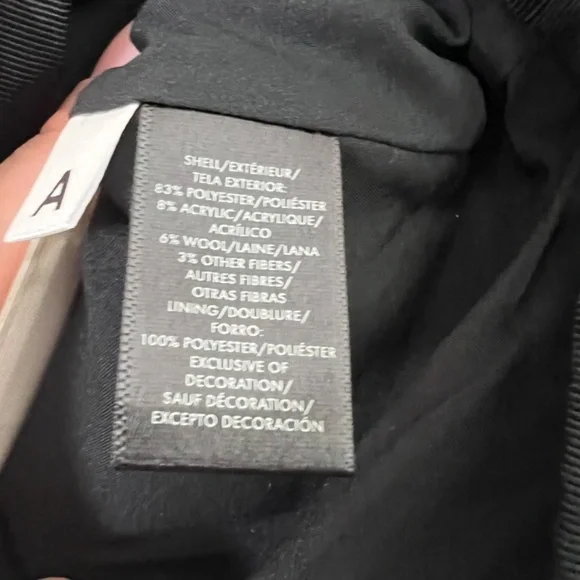 A
SHELL/EXTÉRIEUR/
TELA EXTERIOR:
83% POLYESTER/POLIÉSTER
8% ACRYLIC/ACRYLIQUE/
ACRÍLICO
6% WOOL/LAINE/LANA
3% OTHER FIBERS/
AUTRES FIBRES/
OTRAS FIBRAS
LINING/DOUBLURE/
FORRO:
100% POLYESTER/POLIÉSTER
EXCLUSIVE OF
DECORATION/
SAUF DÉCORATION/
EXCEPTO DECORACIÓN